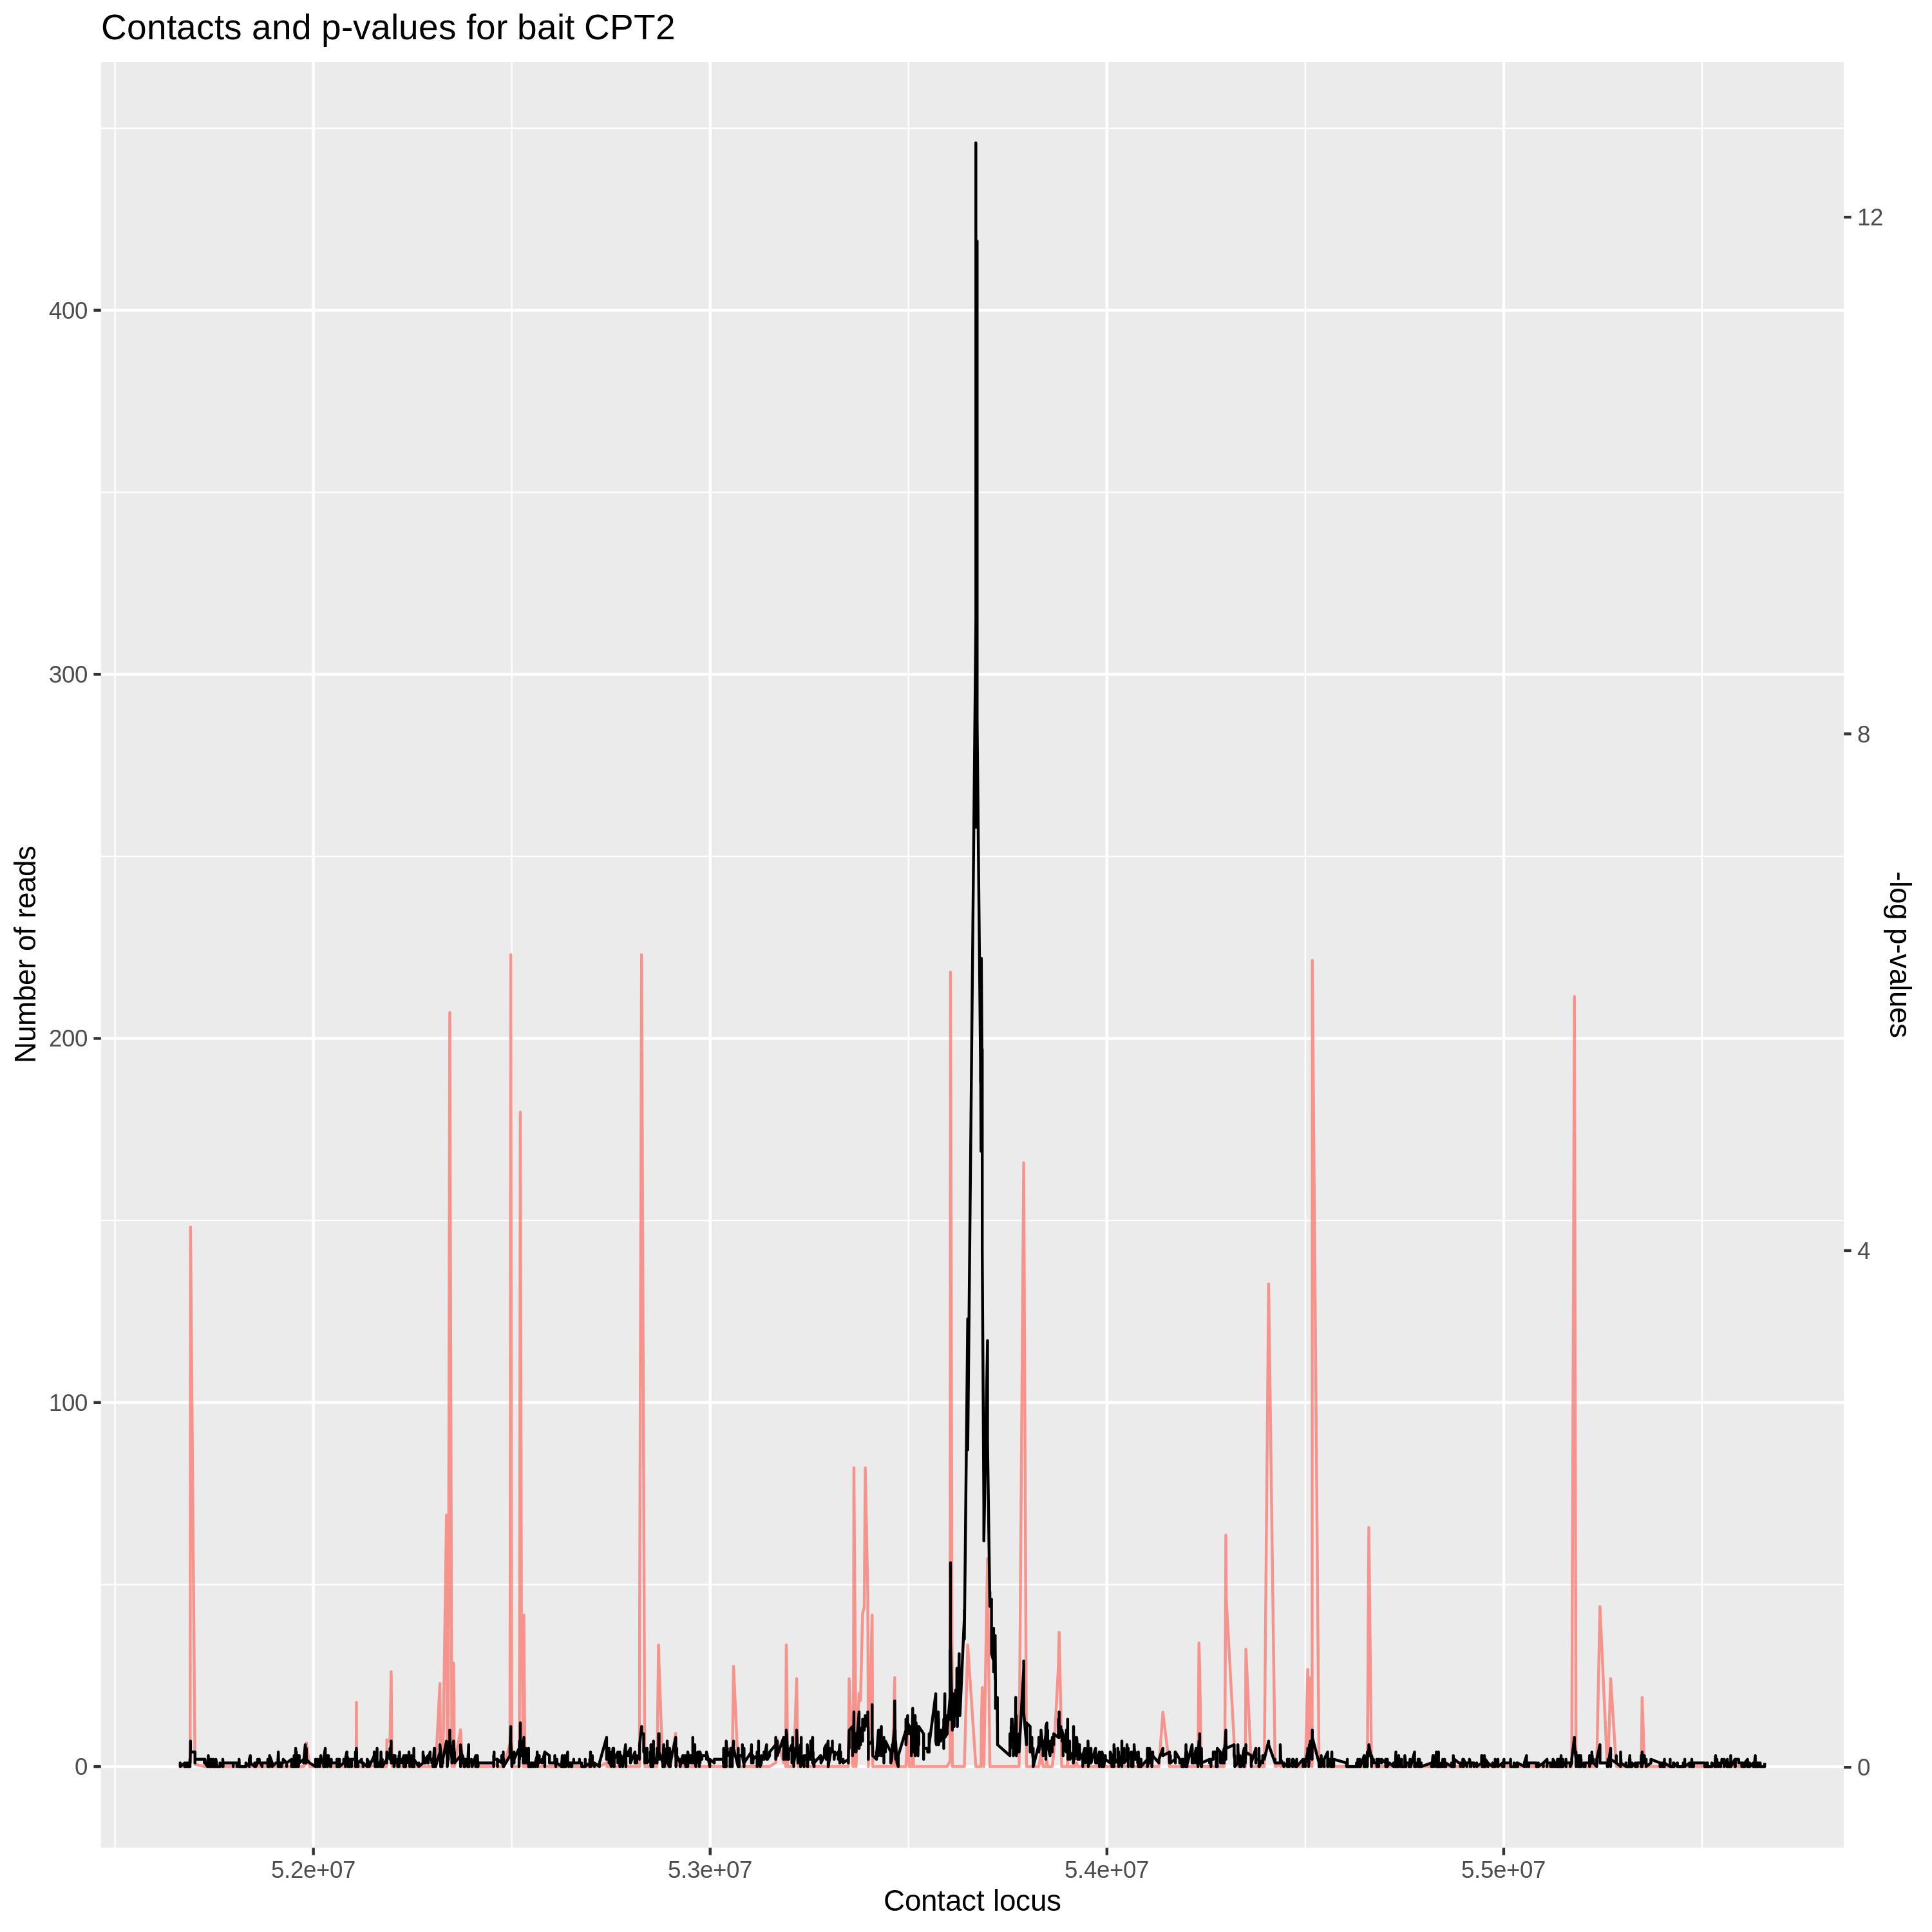 Contacts and p-values for bait CPT2
Number of reads
400
300
200
100
0
12
8
4
0
-log p-values
5.2e+07 5.3e+07 5.4e+07 5.5e+07
Contact locus